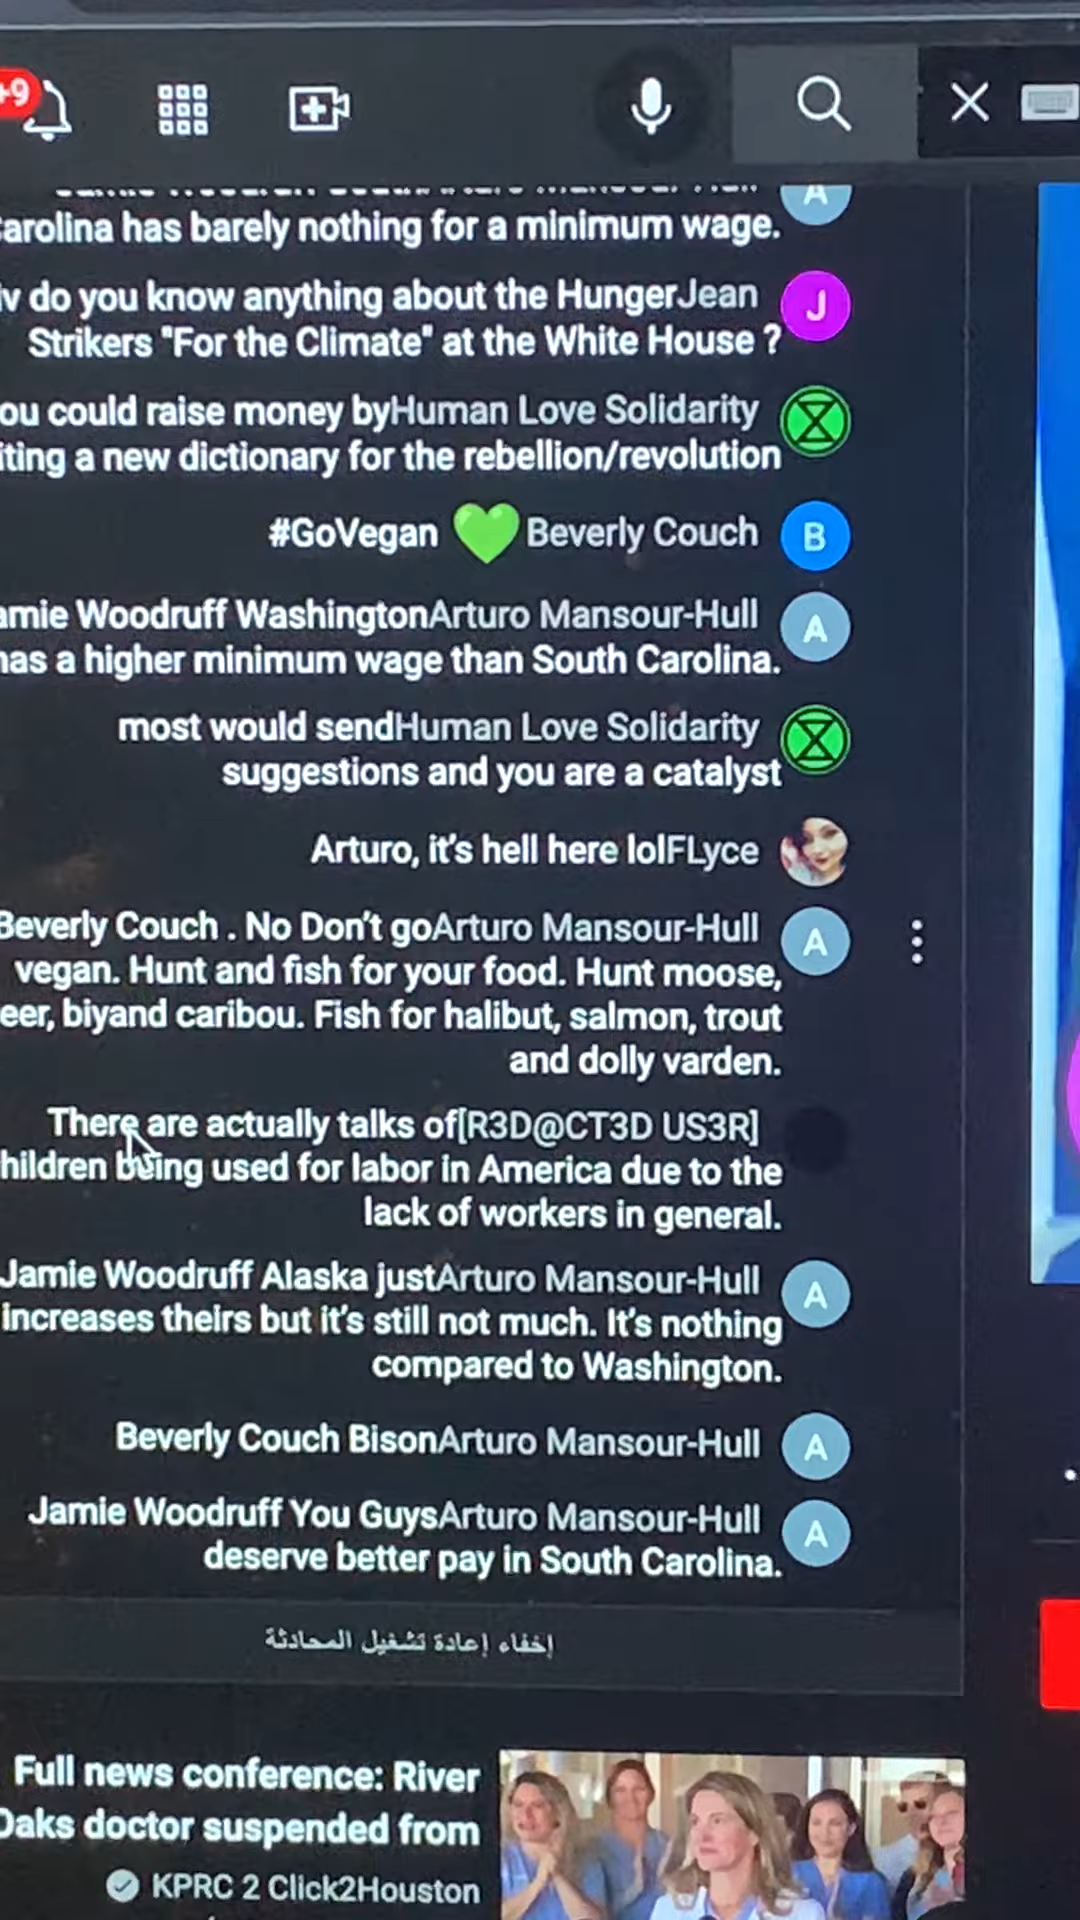 +9
A
arolina has barely nothing for a minimum wage.
iv do you know anything about the HungerJean
J
Strikers "For the Climate" at the White House ?
ou could raise money byHuman Love Solidarity
iting a new dictionary for the rebellion/revolution
#GoVegan 💚 Beverly Couch
B
amie Woodruff WashingtonArturo Mansour-Hull
A
has a higher minimum wage than South Carolina.
most would sendHuman Love Solidarity
suggestions and you are a catalyst
Arturo, it's hell here lolFLyce
Beverly Couch . No Don't goArturo Mansour-Hull
A
vegan. Hunt and fish for your food. Hunt moose,
eer, biyand caribou. Fish for halibut, salmon, trout
and dolly varden.
There are actually talks of[R3D@CT3D US3R]
hildren being used for labor in America due to the
lack of workers in general.
Jamie Woodruff Alaska justArturo Mansour-Hull
A
increases theirs but it's still not much. It's nothing
compared to Washington.
Beverly Couch BisonArturo Mansour-Hull
A
Jamie Woodruff You GuysArturo Mansour-Hull
A
deserve better pay in South Carolina.
إخفاء إعادة تشغيل المحادثة
Full news conference: River
Oaks doctor suspended from
KPRC 2 Click2Houston